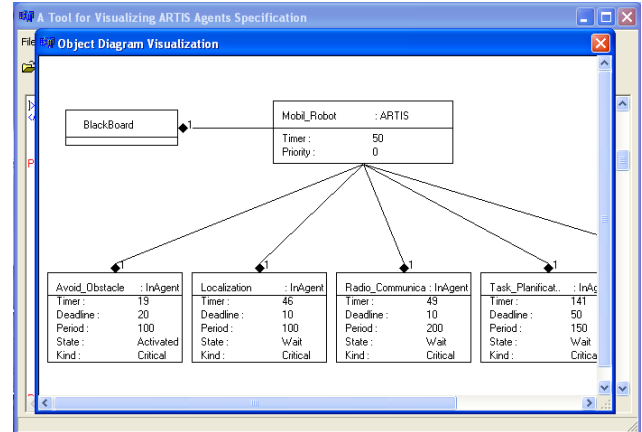 A Tool for Visualizing ARTIS Agents Specification
File
Object Diagram Visualization
BlackBoard
1
Mobil_Robot : ARTIS
Timer : 50
Priority : 0
1 1 1 1
Avoid_Obstacle : InAgent
Timer : 19
Deadline : 20
Period : 100
State : Activated
Kind : Critical
Localization : InAgent
Timer : 46
Deadline : 10
Period : 100
State : Wait
Kind : Critical
Radio_Communica : InAgent
Timer : 49
Deadline : 10
Period : 200
State : Wait
Kind : Critical
Task_Planificat.. : InAg
Timer : 141
Deadline : 50
Period : 150
State : Wait
Kind : Critica